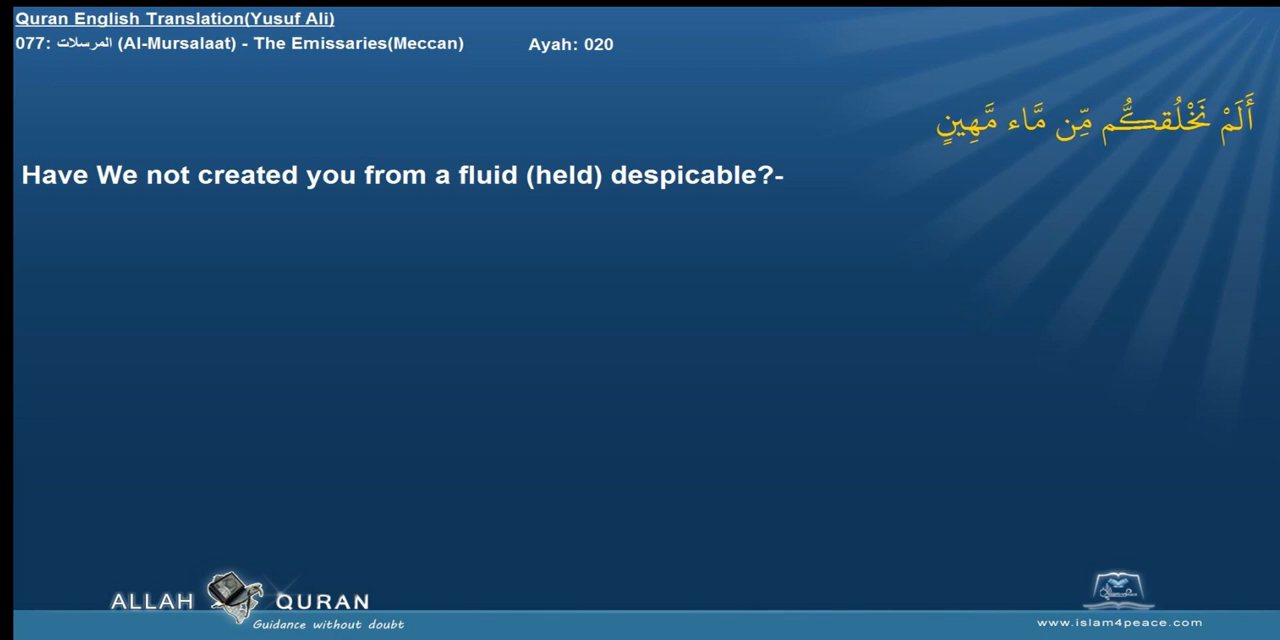 Quran English Translation(Yusuf Ali)
077: المرسلات (Al-Mursalaat) - The Emissaries(Meccan) Ayah: 020
أَلَمْ نَخْلُقكُّم مِّن مَّاء مَّهِينٍ
Have We not created you from a fluid (held) despicable?-
ALLAH QURAN
Guidance without doubt
www.islam4peace.com